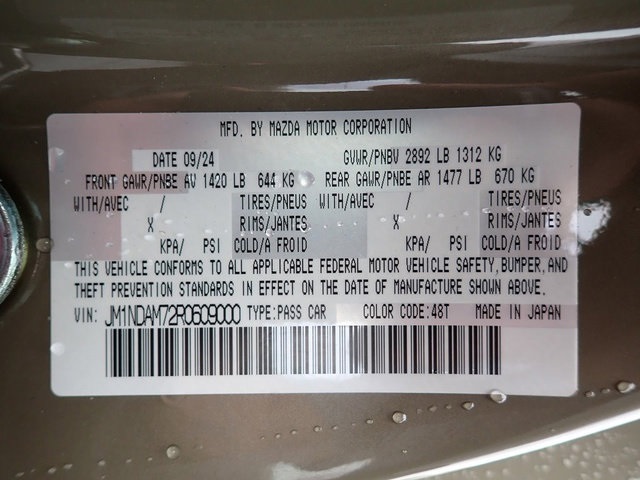 MFD. BY MAZDA MOTOR CORPORATION
DATE 09/24 GVWR/PNBV 2892 LB 1312 KG
FRONT GAWR/PNBE AV 1420 LB 644 KG REAR GAWR/PNBE AR 1477 LB 670 KG
WITH/AVEC / TIRES/PNEUS WITH/AVEC / TIRES/PNEUS
X RIMS/JANTES X RIMS/JANTES
KPA/ PSI COLD/A FROID KPA/ PSI COLD/A FROID
THIS VEHICLE CONFORMS TO ALL APPLICABLE FEDERAL MOTOR VEHICLE SAFETY,BUMPER,AND
THEFT PREVENTION STANDARDS IN EFFECT ON THE DATE OF MANUFACTURE SHOWN ABOVE.
VIN: JM1NDAM72R0609000 TYPE:PASS CAR COLOR CODE:48T MADE IN JAPAN